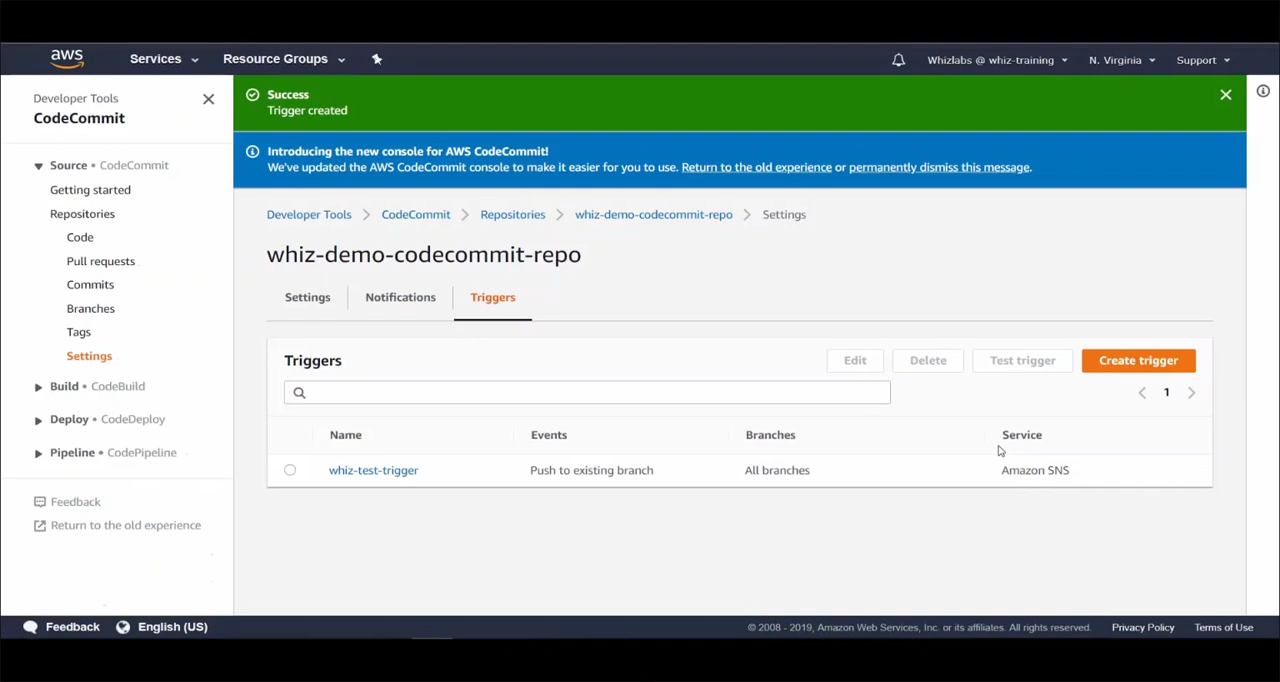 aws Services Resource Groups Whizlabs @ whiz-training N. Virginia Support
Developer Tools
CodeCommit
Source • CodeCommit
Getting started
Repositories
Code
Pull requests
Commits
Branches
Tags
Settings
Build • CodeBuild
Deploy • CodeDeploy
Pipeline • CodePipeline
Feedback
Return to the old experience
Success
Trigger created
Introducing the new console for AWS CodeCommit!
We've updated the AWS CodeCommit console to make it easier for you to use. Return to the old experience or permanently dismiss this message.
Developer Tools > CodeCommit > Repositories > whiz-demo-codecommit-repo > Settings
whiz-demo-codecommit-repo
Settings Notifications Triggers
Triggers Edit Delete Test trigger Create trigger
1
Name Events Branches Service
whiz-test-trigger Push to existing branch All branches Amazon SNS
Feedback English (US) © 2008 - 2019, Amazon Web Services, Inc. or its affiliates. All rights reserved. Privacy Policy Terms of Use